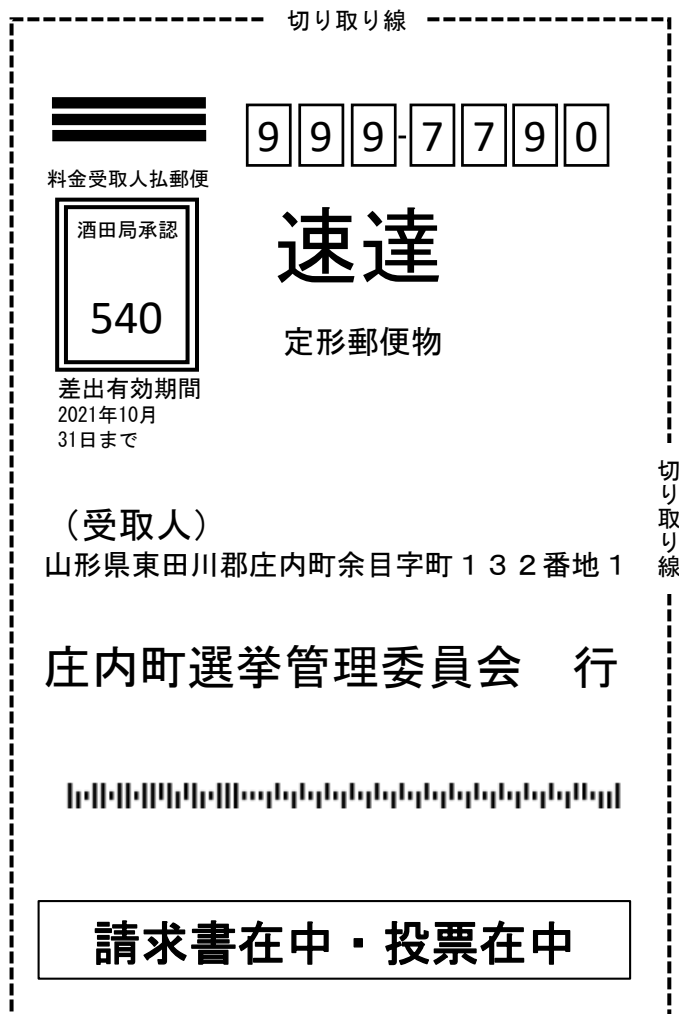 切り取り線
999-7790
料金受取人払郵便
酒田局承認
540
速達
定形郵便物
差出有効期間
2021年10月
31日まで
切り取り線
（受取人）
山形県東田川郡庄内町余目字町１３２番地１
庄内町選挙管理委員会　行
請求書在中・投票在中